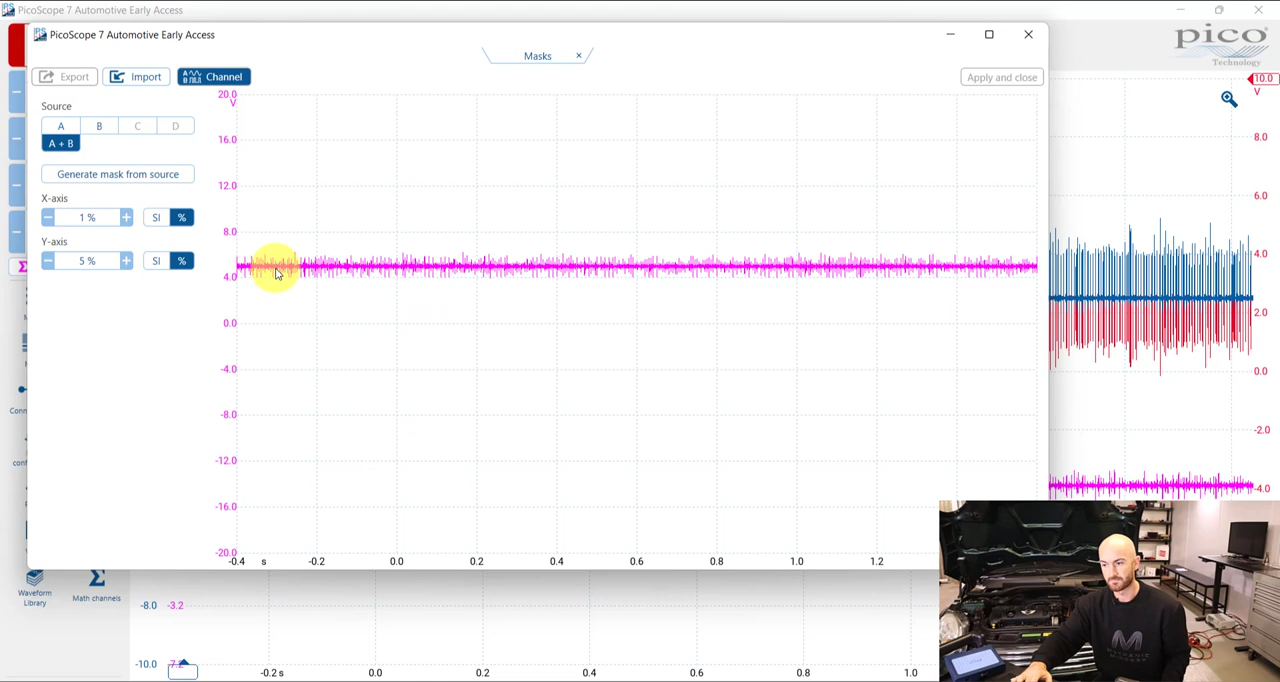 PicoScope 7 Automotive Early Access
PicoScope 7 Automotive Early Access
pico
Technology
Masks ×
Export Import Channel Apply and close
Source
A B C D
A + B
Generate mask from source
X-axis
1 % SI %
Y-axis
5 % SI %
20.0
V
16.0
12.0
8.0
4.0
0.0
-4.0
-8.0
-12.0
-16.0
-20.0
-0.4 s -0.2 0.0 0.2 0.4 0.6 0.8 1.0 1.2
10.0
V
8.0
6.0
4.0
2.0
0.0
-2.0
-4.0
Waveform
Library
Math channels
-8.0 -3.2
-10.0
-0.2 s 0.0 0.2 0.4 0.6 0.8 1.0